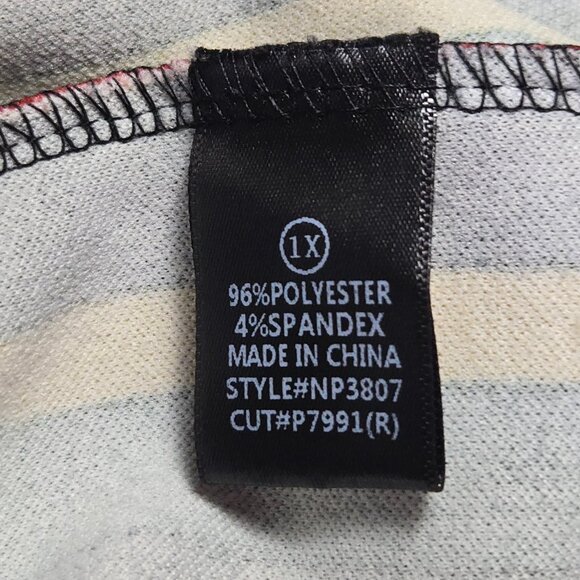 1X
96%POLYESTER
4%SPANDEX
MADE IN CHINA
STYLE#NP3807
CUT#P7991(R)